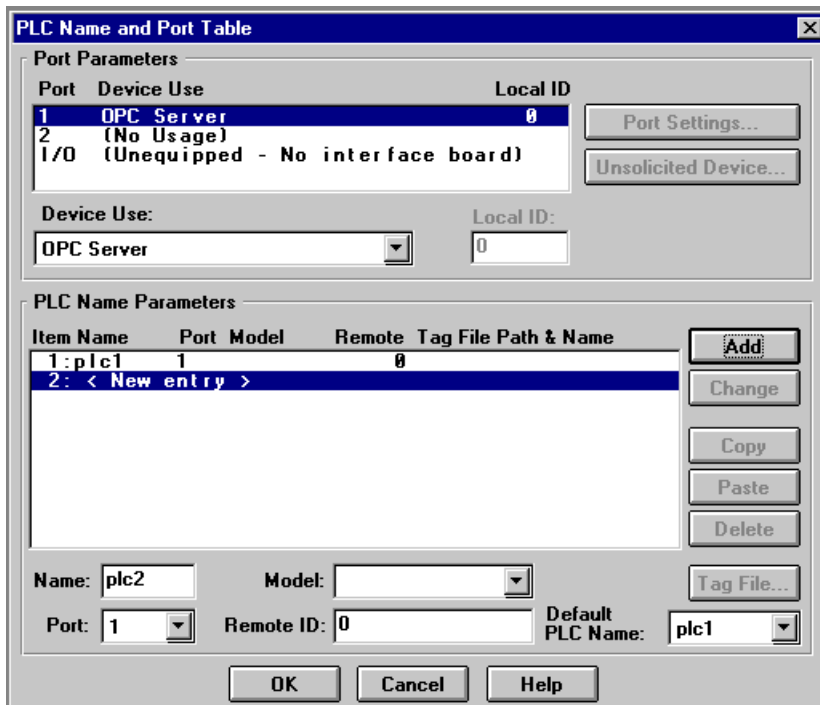 PLC Name and Port Table
Port Parameters
Port Device Use Local ID
1 OPC Server 0
2 (No Usage)
I/O (Unequipped - No interface board)
Port Settings...
Unsolicited Device...
Device Use: Local ID:
OPC Server 0
PLC Name Parameters
Item Name Port Model Remote Tag File Path & Name
1:plc1 1 0
2: < New entry >
Add
Change
Copy
Paste
Delete
Name: plc2 Model: Tag File...
Port: 1 Remote ID: 0 Default PLC Name: plc1
OK Cancel Help